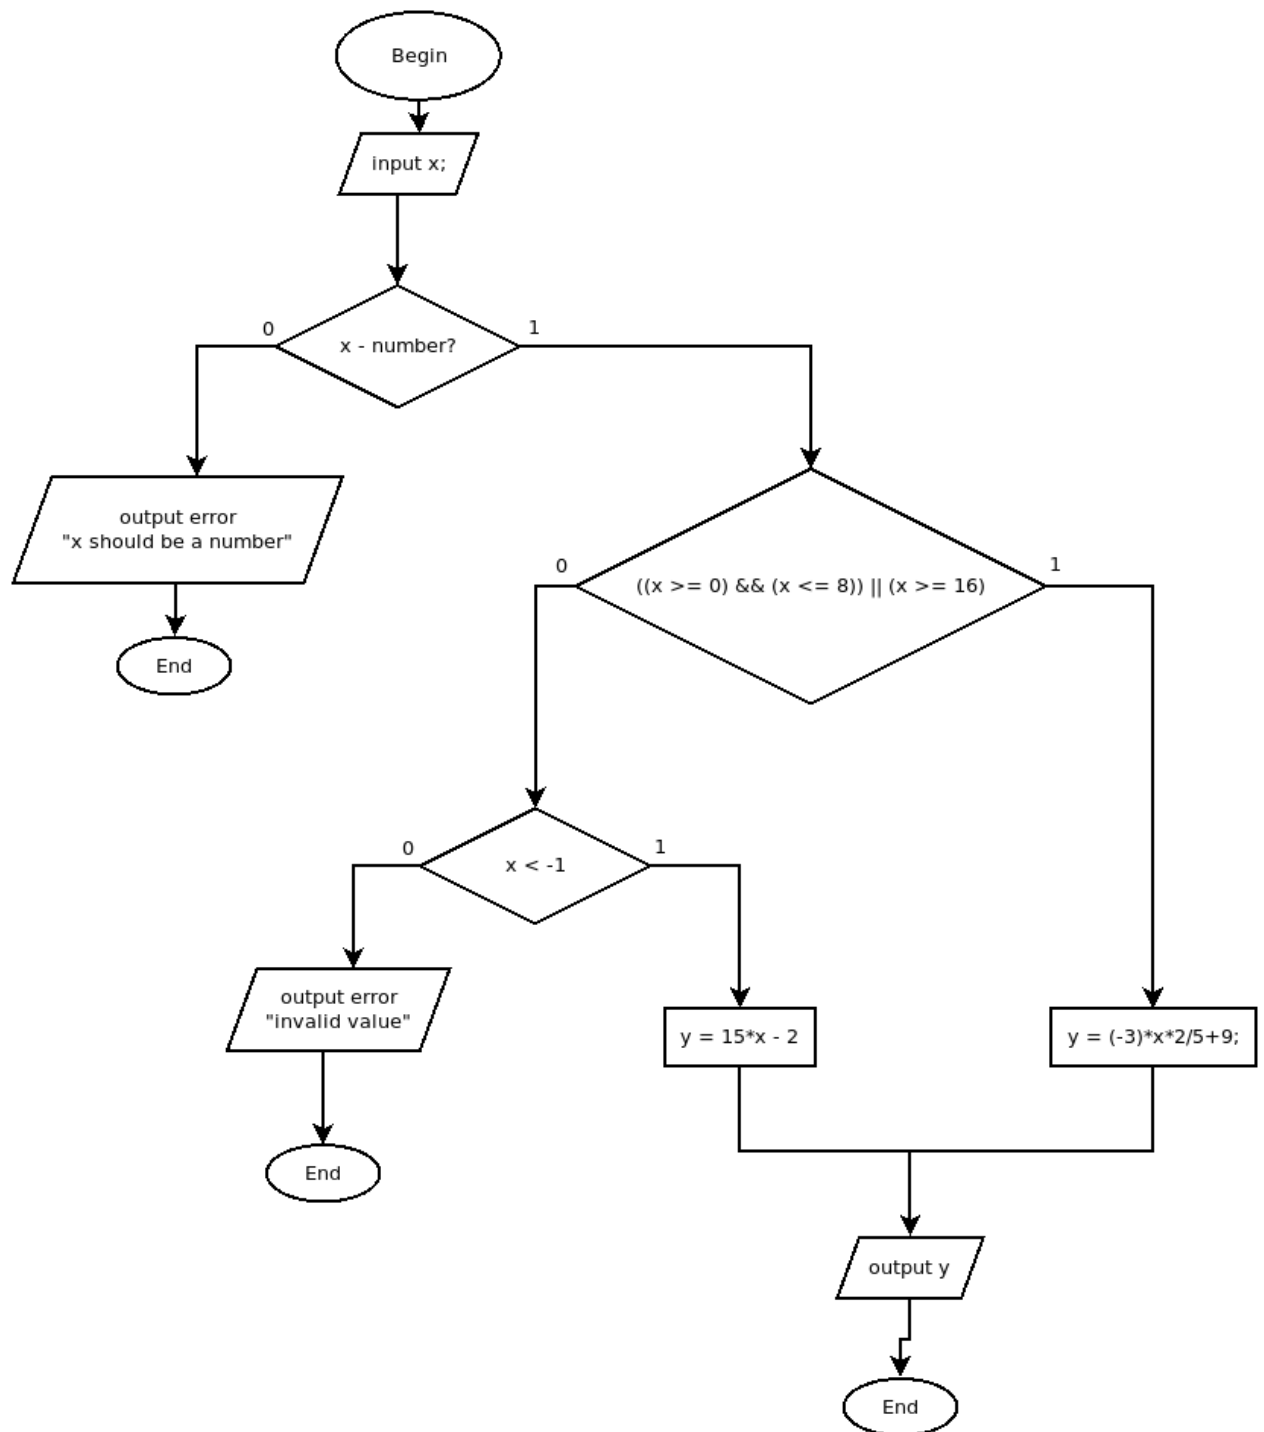 Begin
input x;
0
1
x - number?
output error
"x should be a number"
End
0
1
((x >= 0) && (x <= 8)) || (x >= 16)
0
1
x < -1
output error
"invalid value"
y = 15*x - 2
y = (-3)*x*2/5+9;
End
output y
End